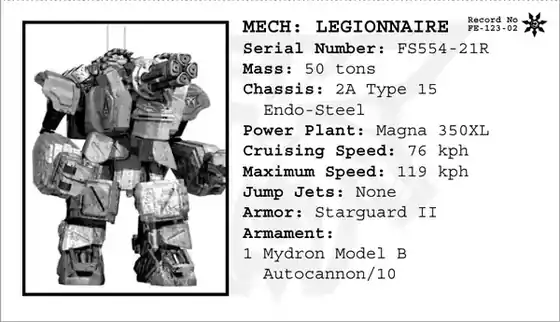 MECH: LEGIONNAIRE
Record No
FE-123-02
Serial Number: FS554-21R
Mass: 50 tons
Chassis: 2A Type 15
Endo-Steel
Power Plant: Magna 350XL
Cruising Speed: 76 kph
Maximum Speed: 119 kph
Jump Jets: None
Armor: Starguard II
Armament:
1 Mydron Model B
Autocannon/10